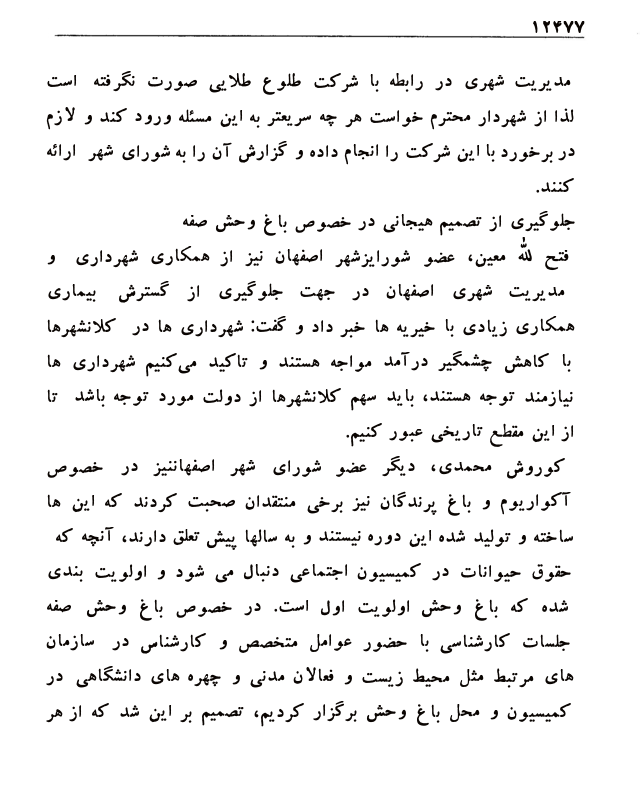 ۱۲۴۷۷
مدیریت شهری در رابطه با شرکت طلوع طلایی صورت نگرفته است
لذا از شهردار محترم خواست هر چه سریعتر به این مسئله ورود کند و لازم
در برخورد با این شرکت را انجام داده و گزارش آن را به شورای شهر ارائه
کنند.
جلوگیری از تصمیم هیجانی در خصوص باغ وحش صفه
فتح لله معین، عضو شورایزشهر اصفهان نیز از همکاری شهرداری و
مدیریت شهری اصفهان در جهت جلوگیری از گسترش بیماری
همکاری زیادی با خیریه ها خبر داد و گفت: شهرداری ها در کلانشهرها
با کاهش چشمگیر درآمد مواجه هستند و تاکید می‌کنیم شهرداری ها
نیازمند توجه هستند، باید سهم کلانشهرها از دولت مورد توجه باشد تا
از این مقطع تاریخی عبور کنیم.
کوروش محمدی، دیگر عضو شورای شهر اصفهاننیز در خصوص
آکواریوم و باغ پرندگان نیز برخی منتقدان صحبت کردند که این ها
ساخته و تولید شده این دوره نیستند و به سالها پیش تعلق دارند، آنچه که
حقوق حیوانات در کمیسیون اجتماعی دنبال می شود و اولویت بندی
شده که باغ وحش اولویت اول است. در خصوص باغ وحش صفه
جلسات کارشناسی با حضور عوامل متخصص و کارشناس در سازمان
های مرتبط مثل محیط زیست و فعالان مدنی و چهره های دانشگاهی در
کمیسیون و محل باغ وحش برگزار کردیم، تصمیم بر این شد که از هر